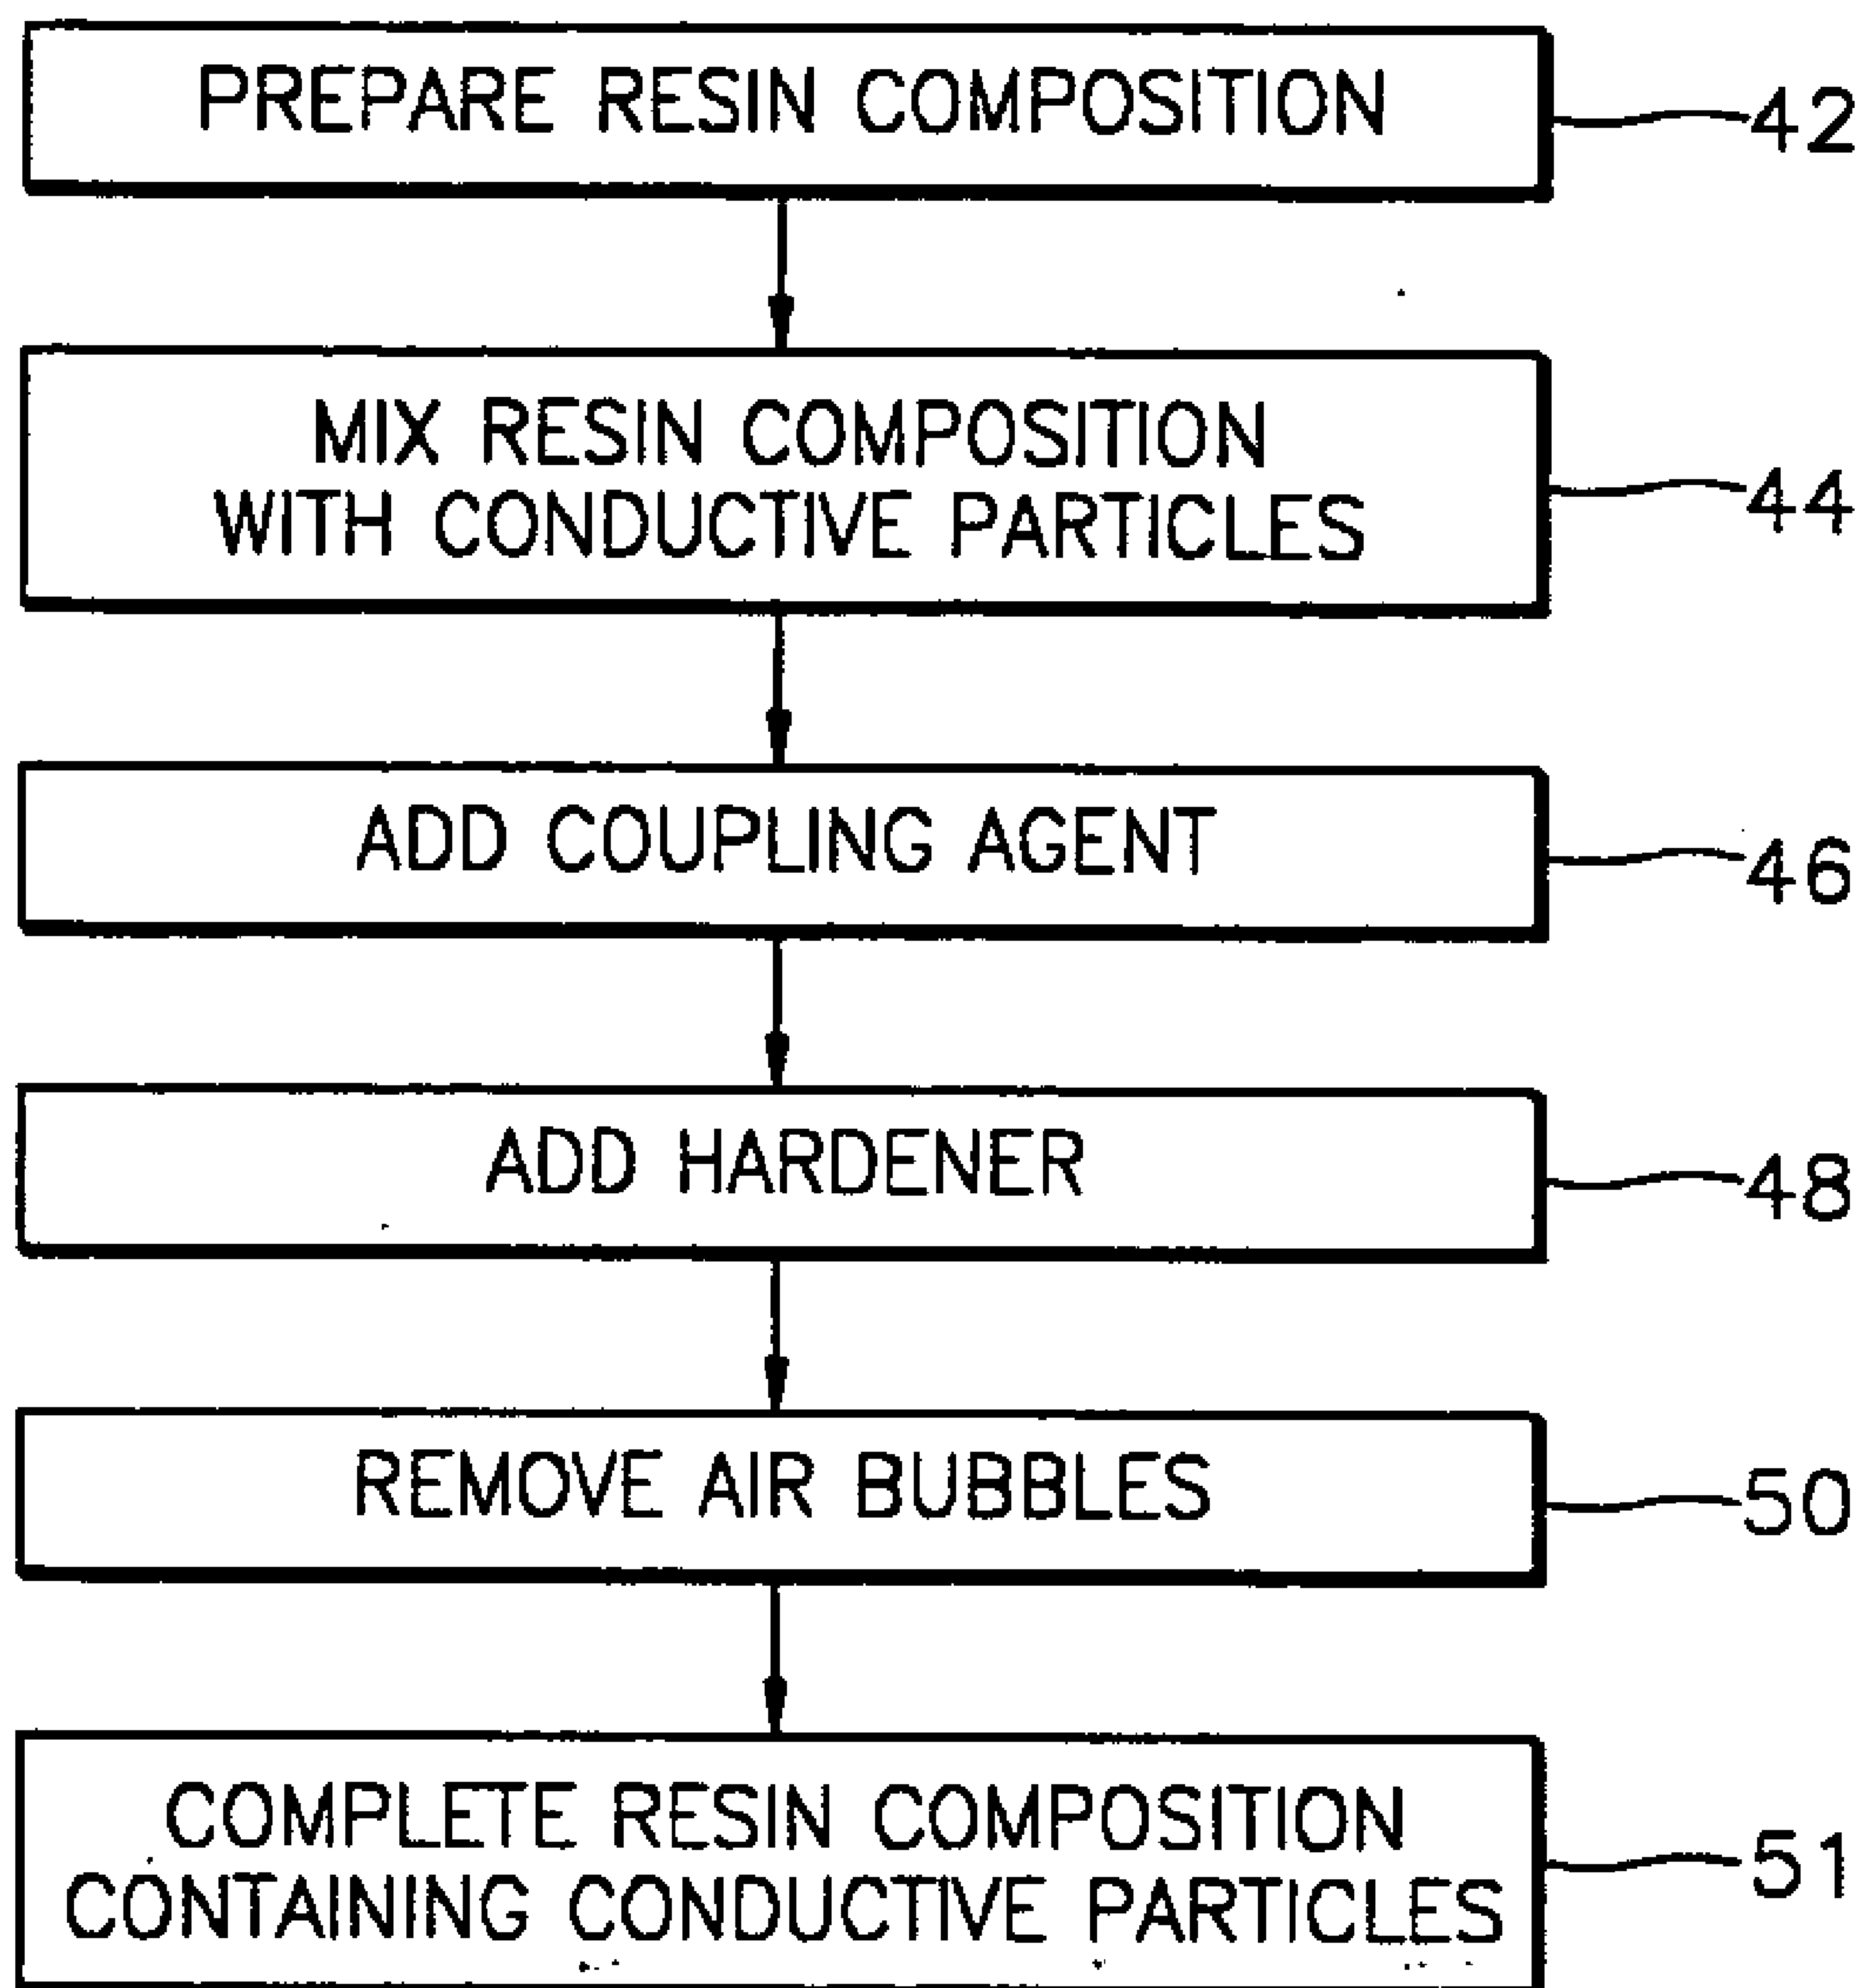 PREPARE RESIN COMPOSITION
42
MIX RESIN COMPOSITION
WITH CONDUCTIVE PARTICLES
44
ADD COUPLING AGENT
46
ADD HARDENER
48
REMOVE AIR BUBBLES
50
COMPLETE RESIN COMPOSITION
CONTAINING CONDUCTIVE PARTICLES
51